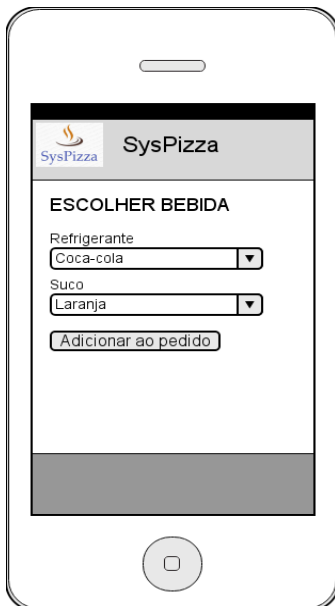 SysPizza
SysPizza
ESCOLHER BEBIDA
Refrigerante
Coca-cola
Suco
Laranja
Adicionar ao pedido